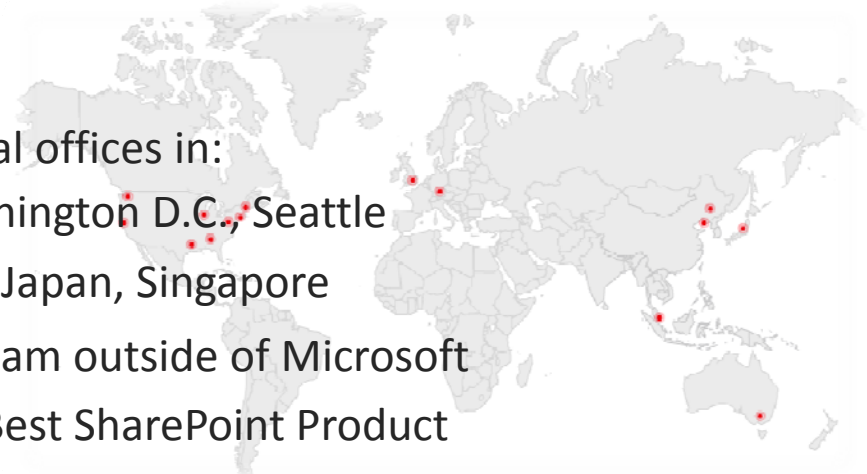 al offices in:
hington D.C., Seattle
Japan, Singapore
am outside of Microsoft
Best SharePoint Product